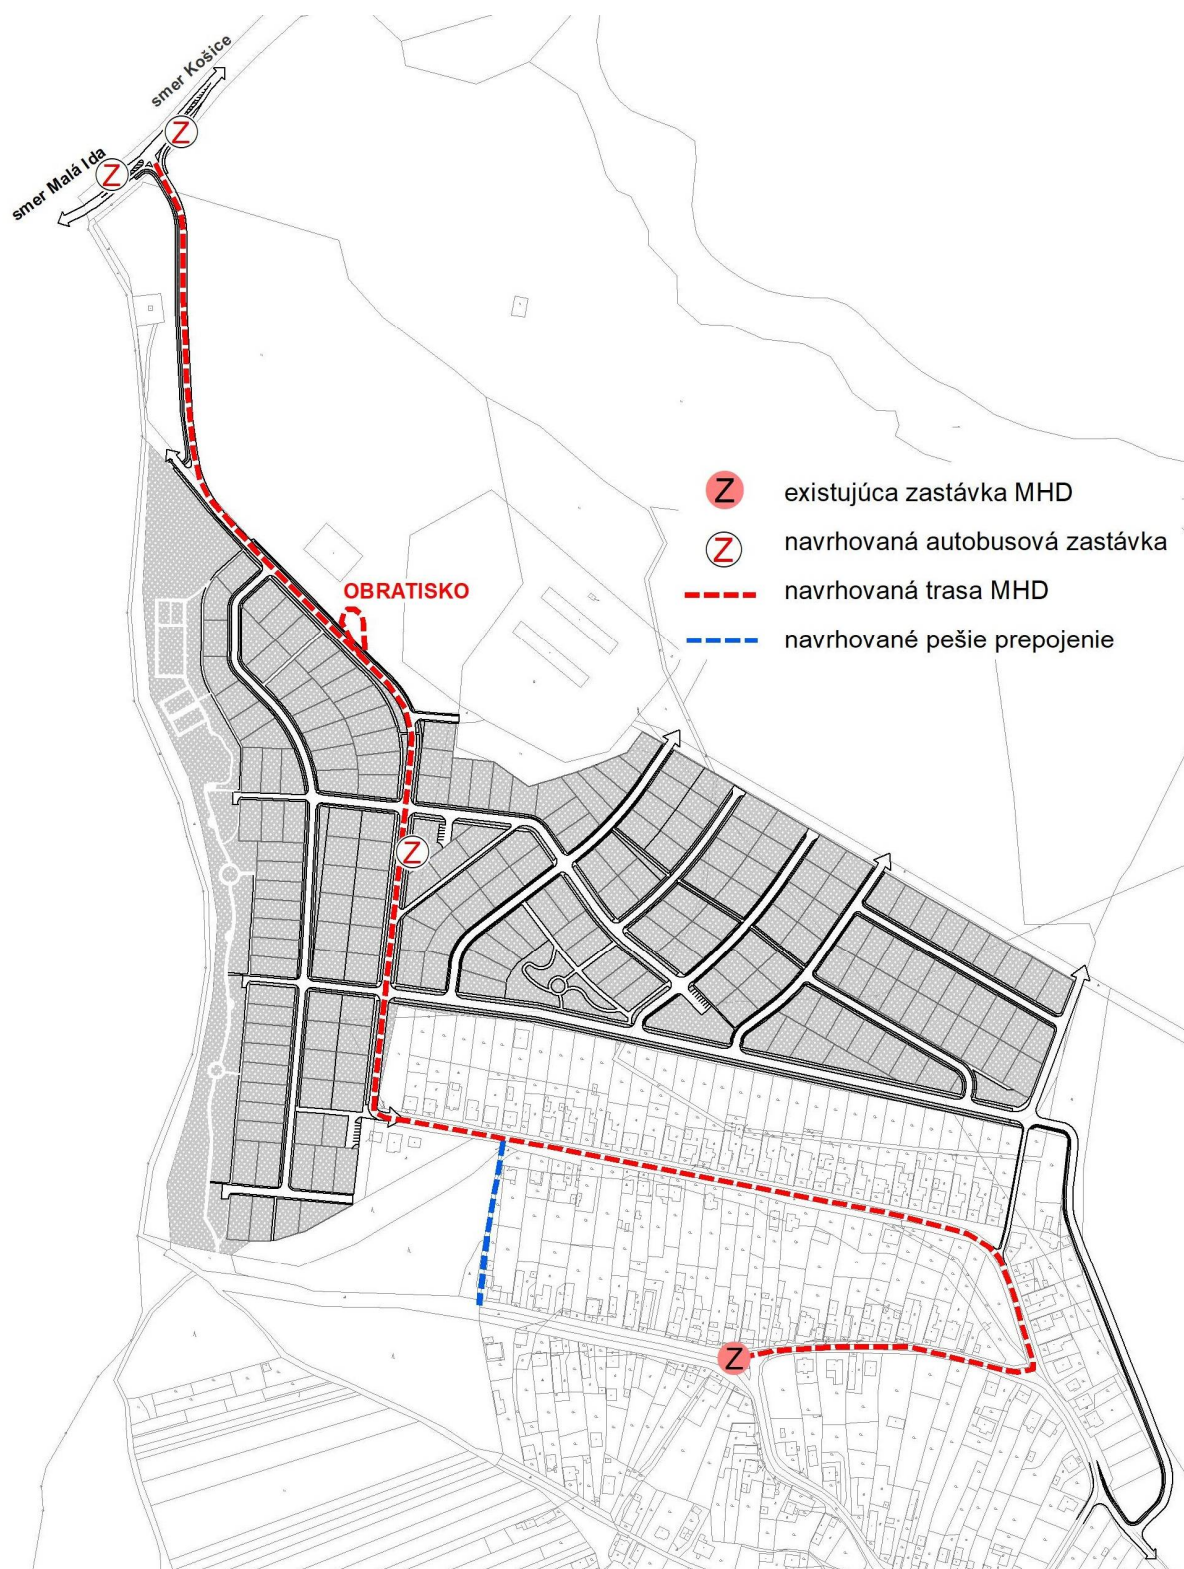 smer Košice
Z
smer Malá Ida
Z
Z existujúca zastávka MHD
Z navrhovaná autobusová zastávka
navrhovaná trasa MHD
navrhované pešie prepojenie
OBRATISKO
Z
Z